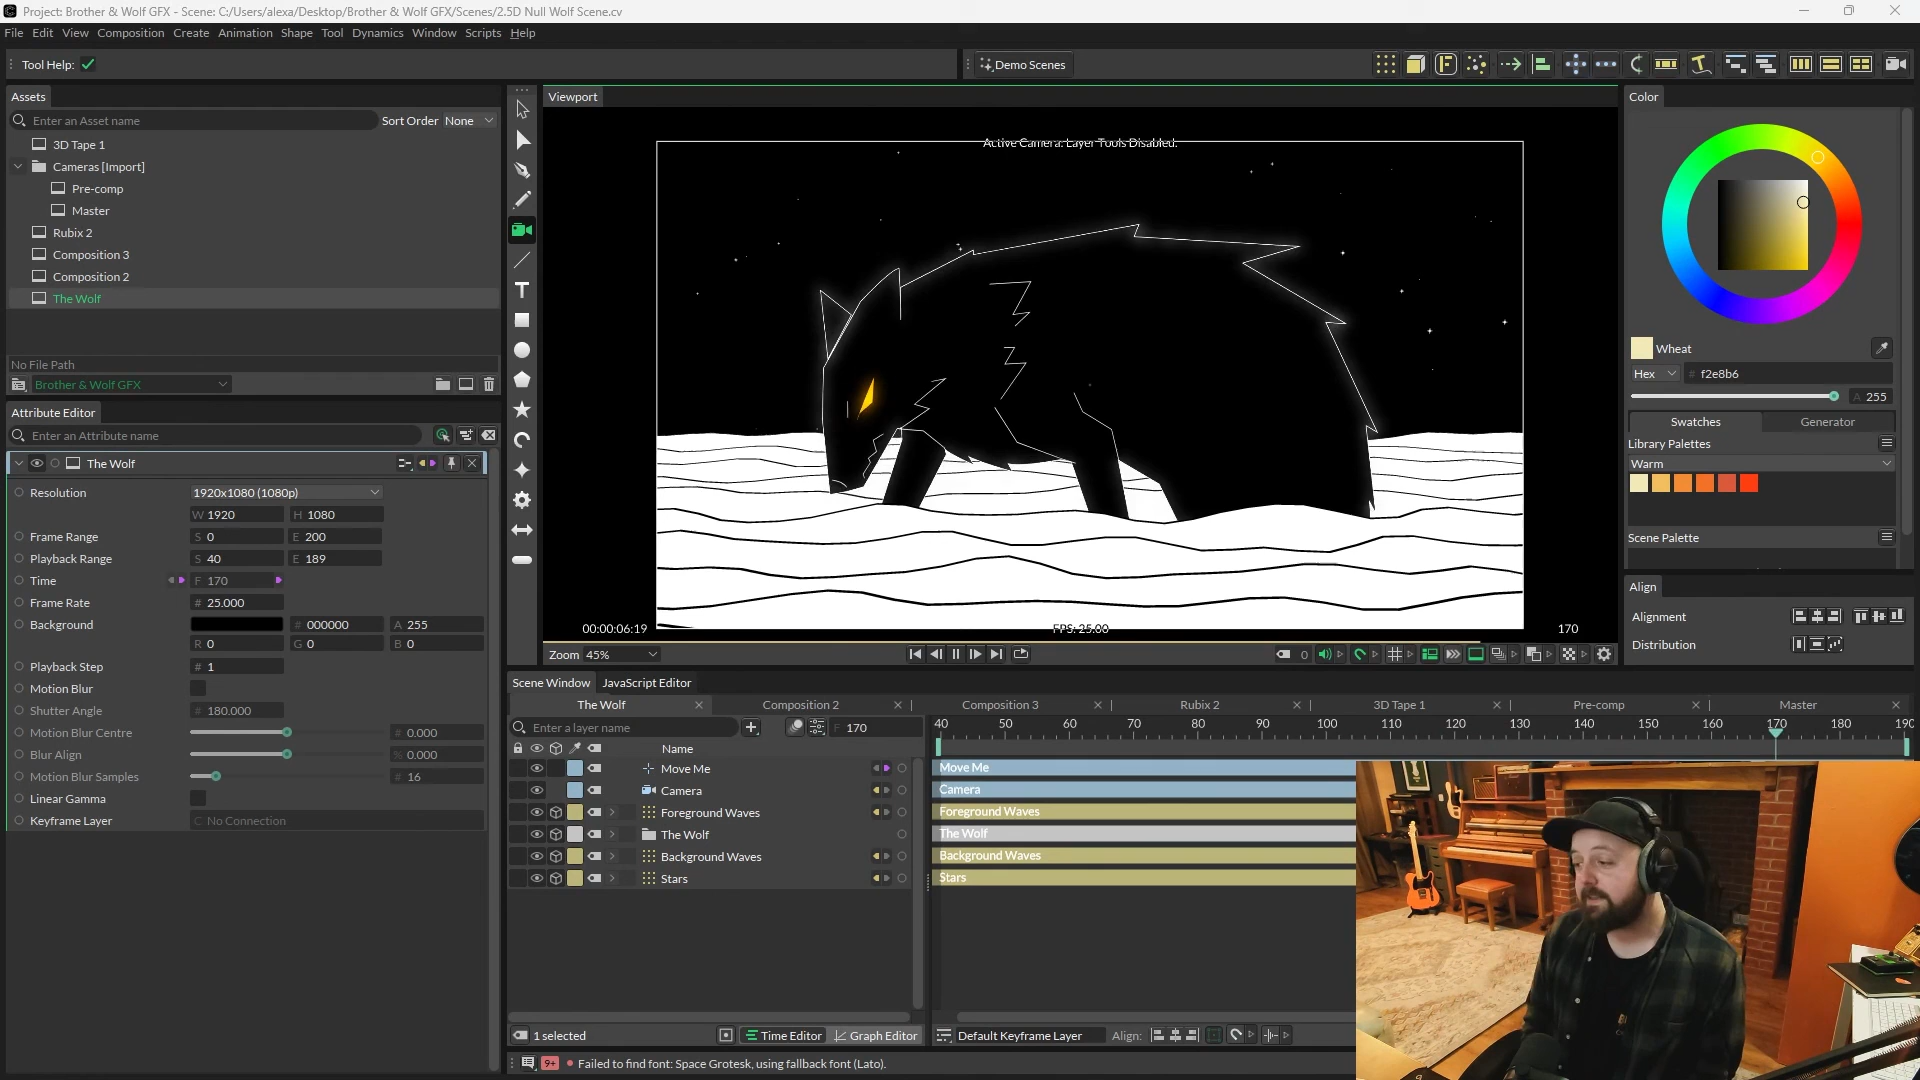 Project: Brother & Wolf GFX - Scene: C:/Users/alexa/Desktop/Brother & Wolf GFX/Scenes/2.5D Null Wolf Scene.cv
File Edit View Composition Create Animation Shape Tool Dynamics Window Scripts Help
Tool Help:
Demo Scenes
Assets
Enter an Asset name
Sort Order None
3D Tape 1
Cameras [Import]
Pre-comp
Master
Rubix 2
Composition 3
Composition 2
The Wolf
No File Path
Brother & Wolf GFX
Attribute Editor
Enter an Attribute name
The Wolf
Resolution 1920x1080 (1080p)
W 1920 H 1080
Frame Range S 0 E 200
Playback Range S 40 E 189
Time F 170
Frame Rate # 25.000
Background # 000000 A 255
R 0 G 0 B 0
Playback Step # 1
Motion Blur
Shutter Angle # 180.000
Motion Blur Centre # 0.000
Blur Align % 0.000
Motion Blur Samples # 16
Linear Gamma
Keyframe Layer C No Connection
Viewport
Active Camera: Layer Tools Disabled.
00:00:06:19 FPS: 25.00 170
Zoom 45%
0
Color
Wheat
Hex # f2e8b6
A 255
Swatches Generator
Library Palettes
Warm
Scene Palette
Align
Alignment
Distribution
Scene Window JavaScript Editor
The Wolf Composition 2 Composition 3 Rubix 2 3D Tape 1 Pre-comp Master
Enter a layer name
F 170
40 50 60 70 80 90 100 110 120 130 140 150 160 170 180 190
Name
Move Me
Camera
Foreground Waves
The Wolf
Background Waves
Stars
Move Me
Camera
Foreground Waves
The Wolf
Background Waves
Stars
1 selected
Time Editor Graph Editor
Default Keyframe Layer Align:
9+ Failed to find font: Space Grotesk, using fallback font (Lato).